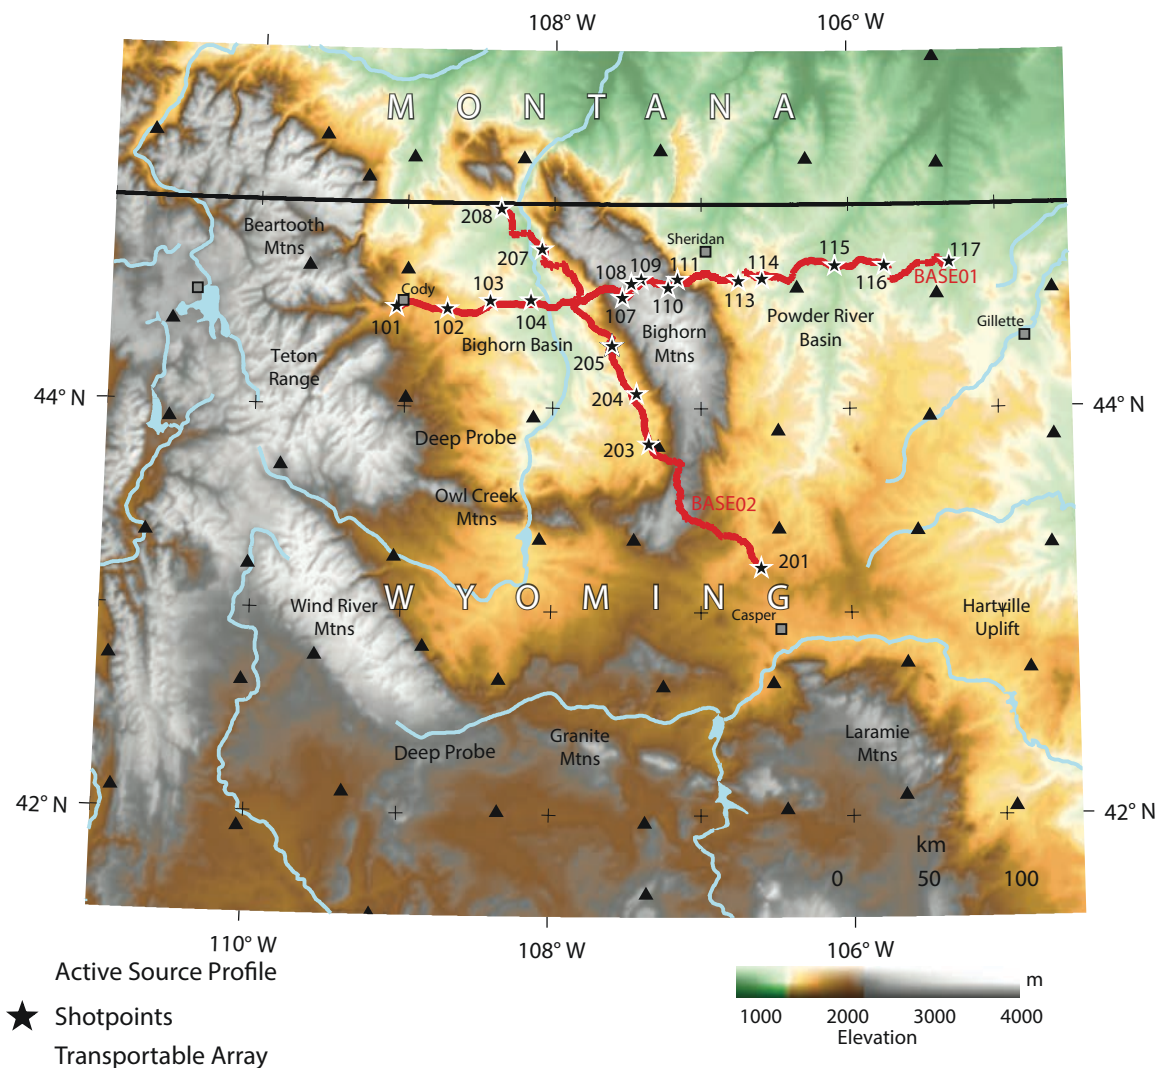 108° W
106° W
MONTANA
208
Beartooth
Mtns
Sheridan
207
115
117
114
109
111
108
103
Cody
BASE01
116
113
110
107
101
102
104
Bighorn Basin
Bighorn
Mtns
Powder River
Basin
Gillette
Teton
Range
205
44° N
44° N
204
Deep Probe
203
Owl Creek
Mtns
BASE02
201
WYOMING
Wind River
Mtns
Casper
Hartville
Uplift
Deep Probe
Granite
Mtns
Laramie
Mtns
42° N
42° N
km
0 50 100
110° W
108° W
106° W
Active Source Profile
Shotpoints
Transportable Array
m
1000 2000 3000 4000
Elevation